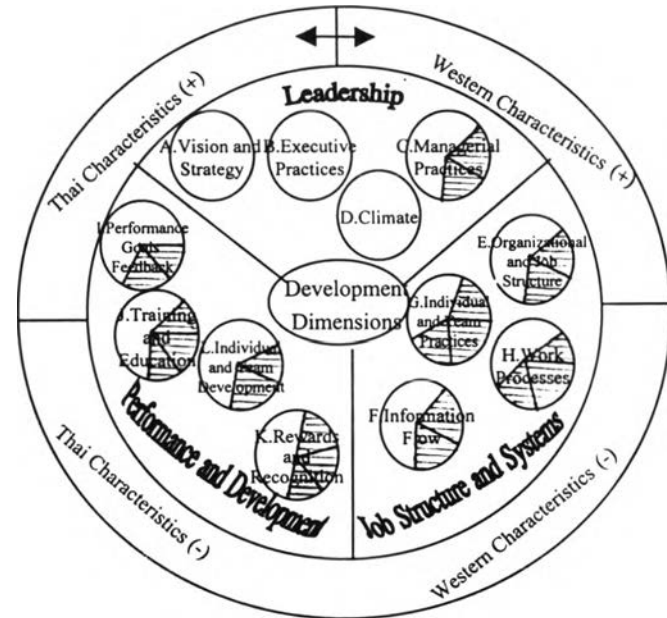 Thai Characteristics (+)
Western Characteristics (+)
Leadership
A.Vision and
Strategy
B.Executive
Practices
C.Managerial
Practices
D.Climate
I.Performance
Goals
Feedback
E.Organizational
and Job
Structure
Development
Dimensions
G.Individual
and Team
Practices
J.Training
and
Education
L.Individual
and Team
Development
H.Work
Processes
F.Information
Flow
K.Rewards
and
Recognition
Performance and Development
Job Structure and Systems
Thai Characteristics (-)
Western Characteristics (-)